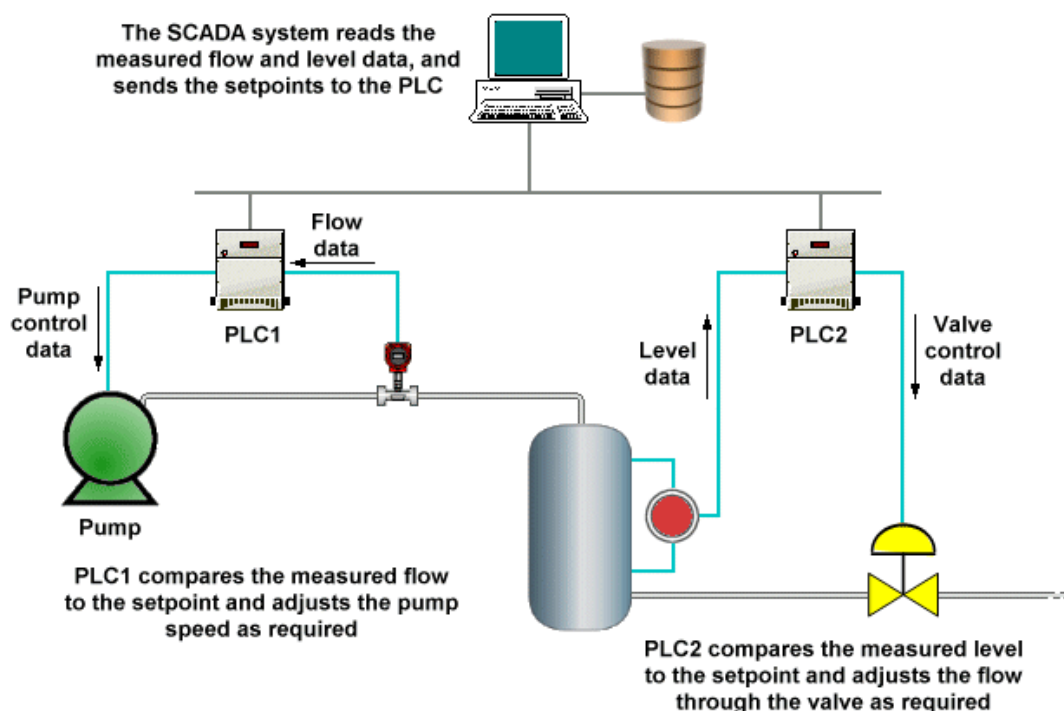 The SCADA system reads the
measured flow and level data, and
sends the setpoints to the PLC
Flow
data
Pump
control
data
PLC1
PLC2
Level
data
Valve
control
data
Pump
PLC1 compares the measured flow
to the setpoint and adjusts the pump
speed as required
PLC2 compares the measured level
to the setpoint and adjusts the flow
through the valve as required